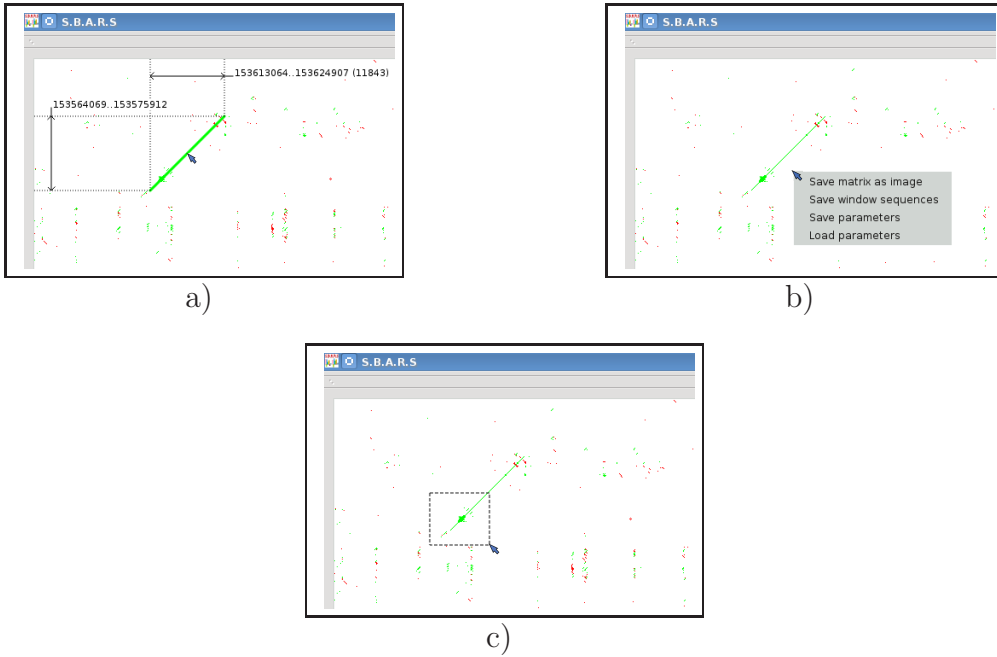 S.B.A.R.S
153613064..153624907 (11843)
153564069..153575912
a)
S.B.A.R.S
Save matrix as image
Save window sequences
Save parameters
Load parameters
b)
S.B.A.R.S
c)